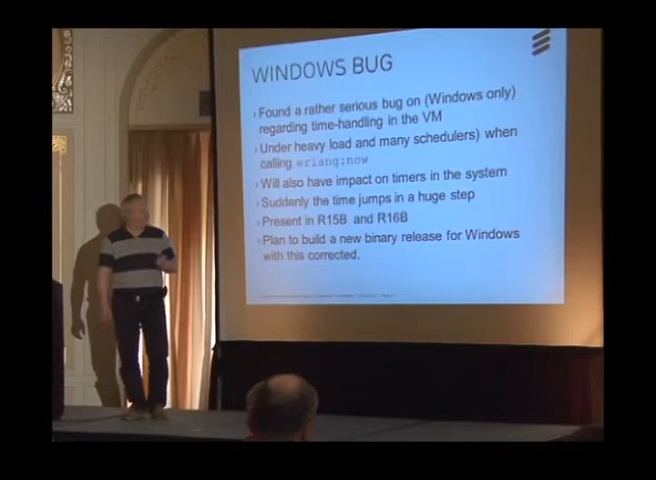 WINDOWS BUG
› Found a rather serious bug on (Windows only)
regarding time-handling in the VM
› Under heavy load and many schedulers) when
calling erlang:now
› Will also have impact on timers in the system
› Suddenly the time jumps in a huge step
› Present in R15B and R16B
› Plan to build a new binary release for Windows
with this corrected.